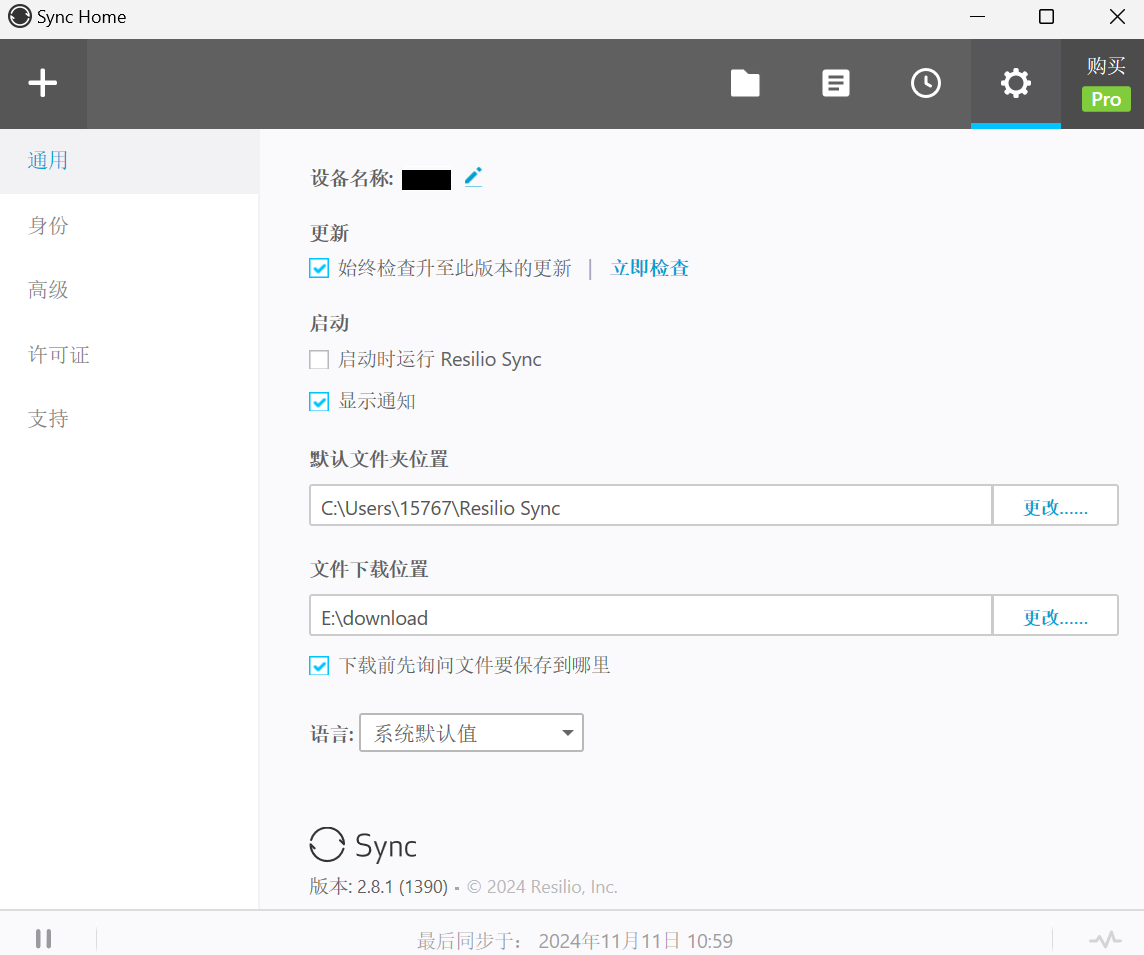 Sync Home
购买
Pro
通用
身份
高级
许可证
支持
设备名称:
更新
始终检查升至此版本的更新 | 立即检查
启动
启动时运行 Resilio Sync
显示通知
默认文件夹位置
C:\Users\15767\Resilio Sync 更改......
文件下载位置
E:\download 更改......
下载前先询问文件要保存到哪里
语言: 系统默认值
Sync
版本: 2.8.1 (1390) - © 2024 Resilio, Inc.
最后同步于: 2024年11月11日 10:59